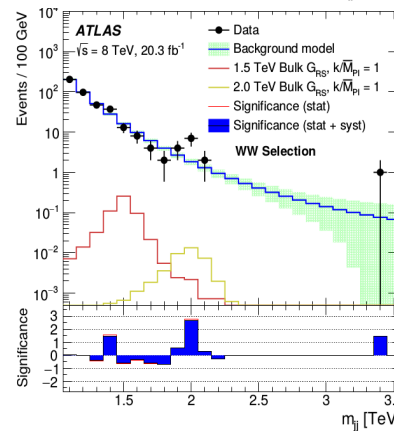 ATLAS
√s = 8 TeV, 20.3 fb⁻¹
Data
Background model
1.5 TeV Bulk G_RS, k/M̅_Pl = 1
2.0 TeV Bulk G_RS, k/M̅_Pl = 1
Significance (stat)
Significance (stat + syst)
WW Selection
Events / 100 GeV
10⁴
10³
10²
10
1
10⁻¹
10⁻²
10⁻³
Significance
3
2
1
0
−1
−2
1.5 2 2.5 3 3.5
m_jj [TeV]